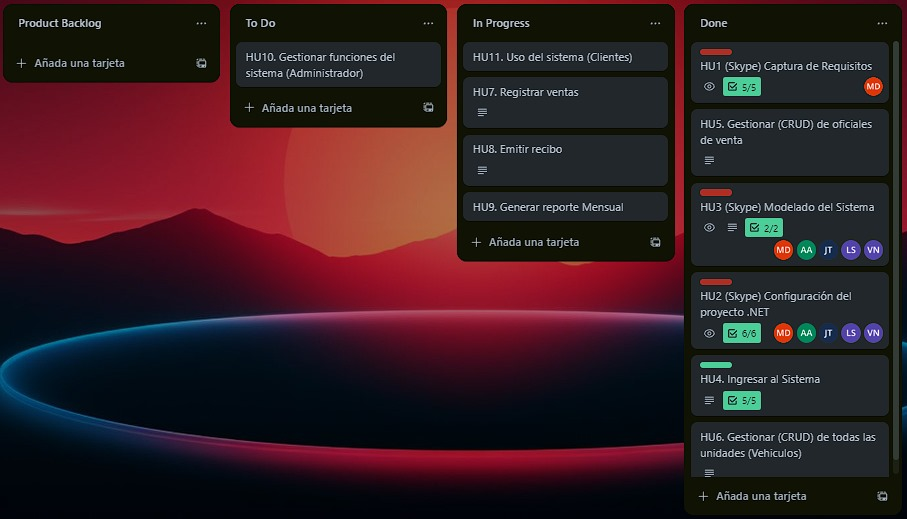 Product Backlog
Añada una tarjeta
To Do
HU10. Gestionar funciones del
sistema (Administrador)
Añada una tarjeta
In Progress
HU11. Uso del sistema (Clientes)
HU7. Registrar ventas
HU8. Emitir recibo
HU9. Generar reporte Mensual
Añada una tarjeta
Done
HU1 (Skype) Captura de Requisitos
5/5
MD
HU5. Gestionar (CRUD) de oficiales
de venta
HU3 (Skype) Modelado del Sistema
2/2
MD AA JT LS VN
HU2 (Skype) Configuración del
proyecto .NET
6/6
MD AA JT LS VN
HU4. Ingresar al Sistema
5/5
HU6. Gestionar (CRUD) de todas las
unidades (Vehiculos)
Añada una tarjeta